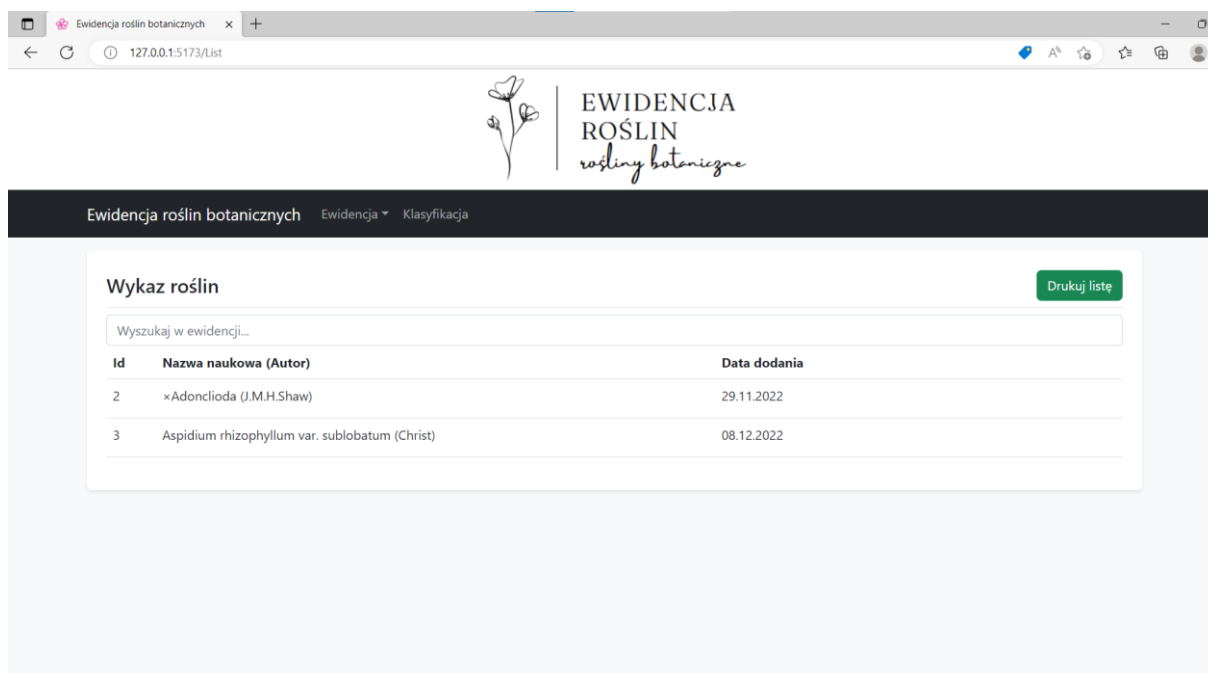 Ewidencja roślin botanicznych
127.0.0.1:5173/List
EWIDENCJA
ROŚLIN
rośliny botaniczne
Ewidencja roślin botanicznych Ewidencja Klasyfikacja
Wykaz roślin Drukuj listę
Wyszukaj w ewidencji...
Id Nazwa naukowa (Autor) Data dodania
2 ×Adonclioda (J.M.H.Shaw) 29.11.2022
3 Aspidium rhizophyllum var. sublobatum (Christ) 08.12.2022